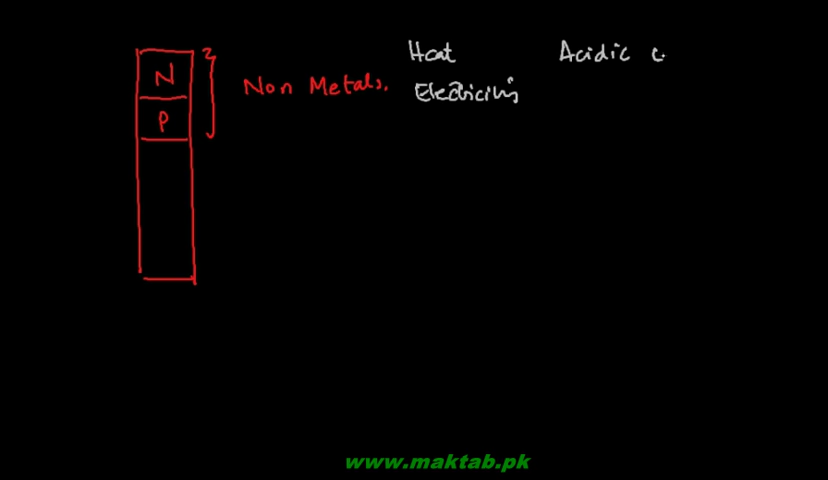 N
P
Non Metals.
Heat
Electricity
Acidic
www.maktab.pk